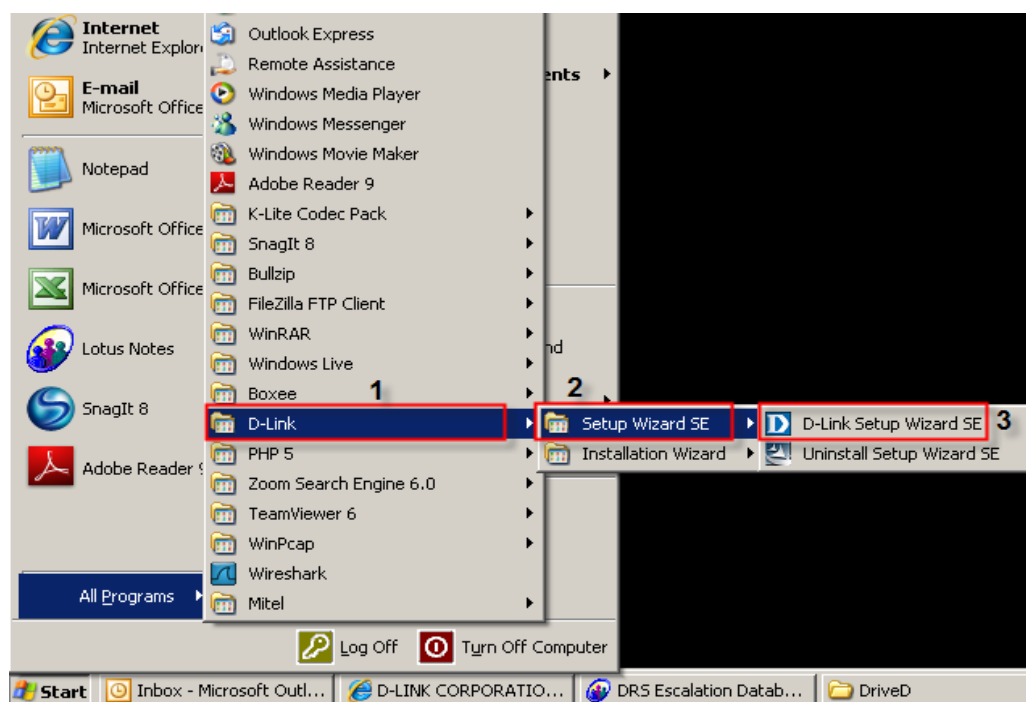 Internet
Internet Explor
E-mail
Microsoft Office
Notepad
Microsoft Office
Microsoft Office
Lotus Notes
SnagIt 8
Adobe Reader 9
All Programs
Outlook Express
Remote Assistance
Windows Media Player
Windows Messenger
Windows Movie Maker
Adobe Reader 9
K-Lite Codec Pack
SnagIt 8
Bullzip
FileZilla FTP Client
WinRAR
Windows Live
Boxee
1
D-Link
PHP 5
Zoom Search Engine 6.0
TeamViewer 6
WinPcap
Wireshark
Mitel
ents
nd
2
Setup Wizard SE
Installation Wizard
D-Link Setup Wizard SE
3
Uninstall Setup Wizard SE
Log Off
Turn Off Computer
Start
Inbox - Microsoft Outl...
D-LINK CORPORATIO...
DRS Escalation Datab...
DriveD